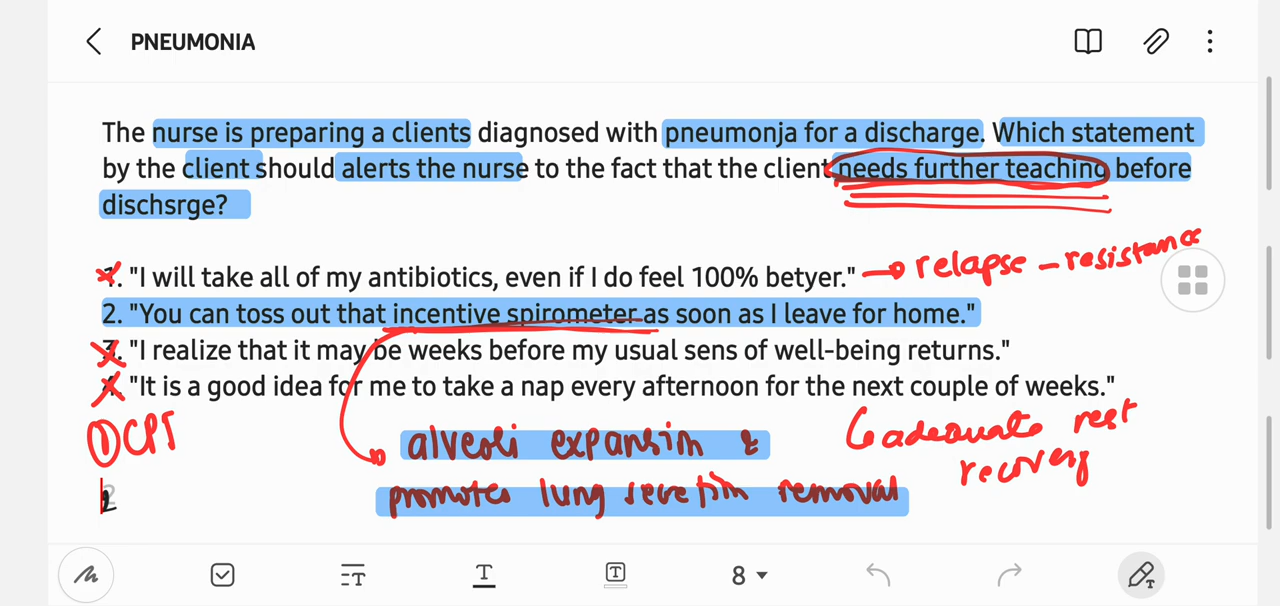 PNEUMONIA
The nurse is preparing a clients diagnosed with pneumonja for a discharge. Which statement
by the client should alerts the nurse to the fact that the client needs further teaching before
dischsrge?
1. "I will take all of my antibiotics, even if I do feel 100% betyer." relapse - resistance
2. "You can toss out that incentive spirometer as soon as I leave for home."
3. "I realize that it may be weeks before my usual sens of well-being returns."
4. "It is a good idea for me to take a nap every afternoon for the next couple of weeks."
① CPT
alveoli expansion &
adequate rest
recovery
2
promotes lung secretion removal
8